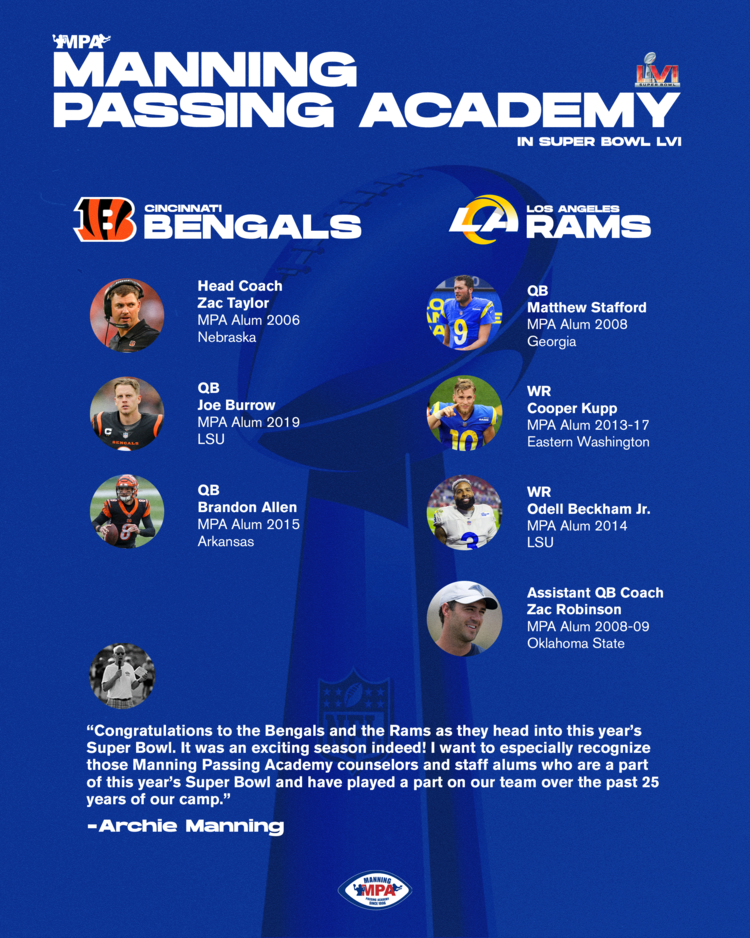 MPA
MANNING
PASSING ACADEMY
LVI
SUPER BOWL
IN SUPER BOWL LVI
CINCINNATI
BENGALS
Head Coach
Zac Taylor
MPA Alum 2006
Nebraska
QB
Joe Burrow
MPA Alum 2019
LSU
BENGALS
QB
Brandon Allen
MPA Alum 2015
Arkansas
8
LA
LOS ANGELES
RAMS
QB
Matthew Stafford
MPA Alum 2008
Georgia
9
WR
Cooper Kupp
MPA Alum 2013-17
Eastern Washington
10
WR
Odell Beckham Jr.
MPA Alum 2014
LSU
3
Assistant QB Coach
Zac Robinson
MPA Alum 2008-09
Oklahoma State
NFL
“Congratulations to the Bengals and the Rams as they head into this year’s
Super Bowl. It was an exciting season indeed! I want to especially recognize
those Manning Passing Academy counselors and staff alums who are a part
of this year’s Super Bowl and have played a part on our team over the past 25
years of our camp.”
-Archie Manning
MANNING
MPA
PASSING ACADEMY
SINCE 1996